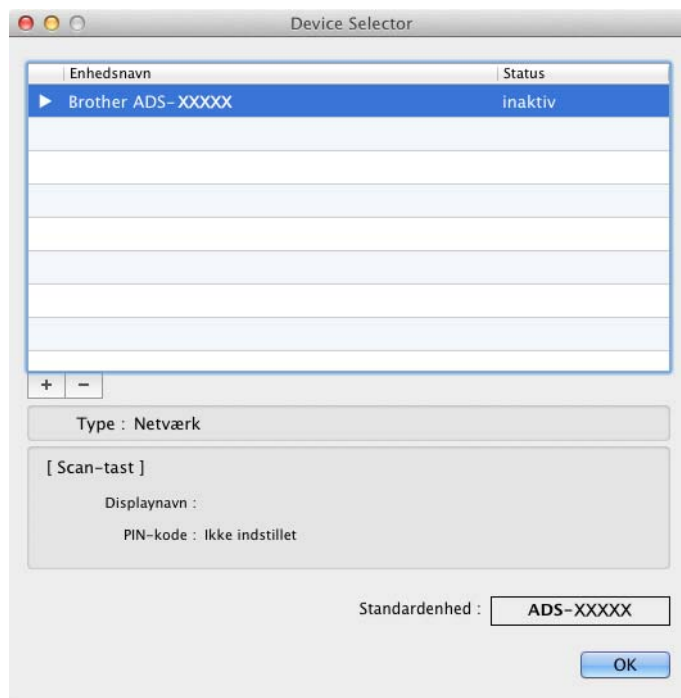 Device Selector
Enhedsnavn Status
Brother ADS-XXXXX inaktiv
+ −
Type : Netværk
[ Scan-tast ]
Displaynavn :
PIN-kode : Ikke indstillet
Standardenhed : ADS-XXXXX
OK